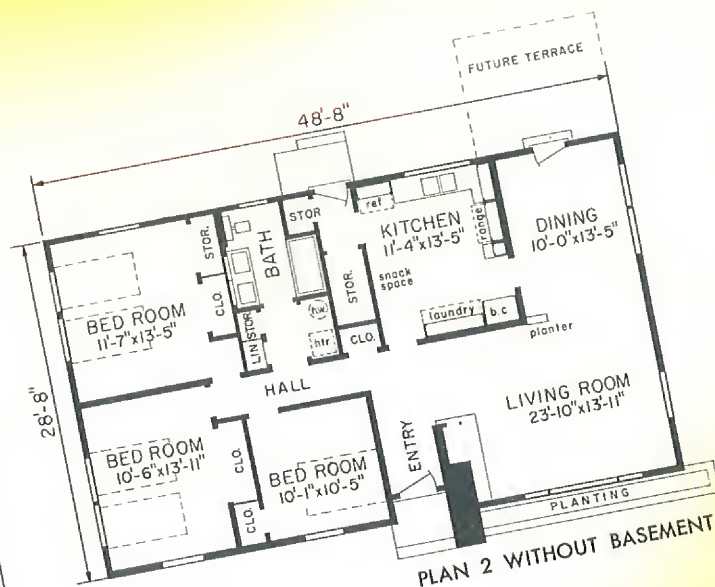 FUTURE TERRACE
48'-8"
28'-8"
STOR.
BATH
STOR
ref
KITCHEN
11'-4"x13'-5"
range
DINING
10'-0"x13'-5"
BED ROOM
11'-7"x13'-5"
CLO.
STOR.
snack
space
STOR
LIN
hw
htr
CLO.
laundry
b.c
planter
HALL
LIVING ROOM
23'-10"x13'-11"
BED ROOM
10'-6"x13'-11"
CLO.
CLO.
BED ROOM
10'-1"x10'-5"
ENTRY
PLANTING
PLAN 2 WITHOUT BASEMENT